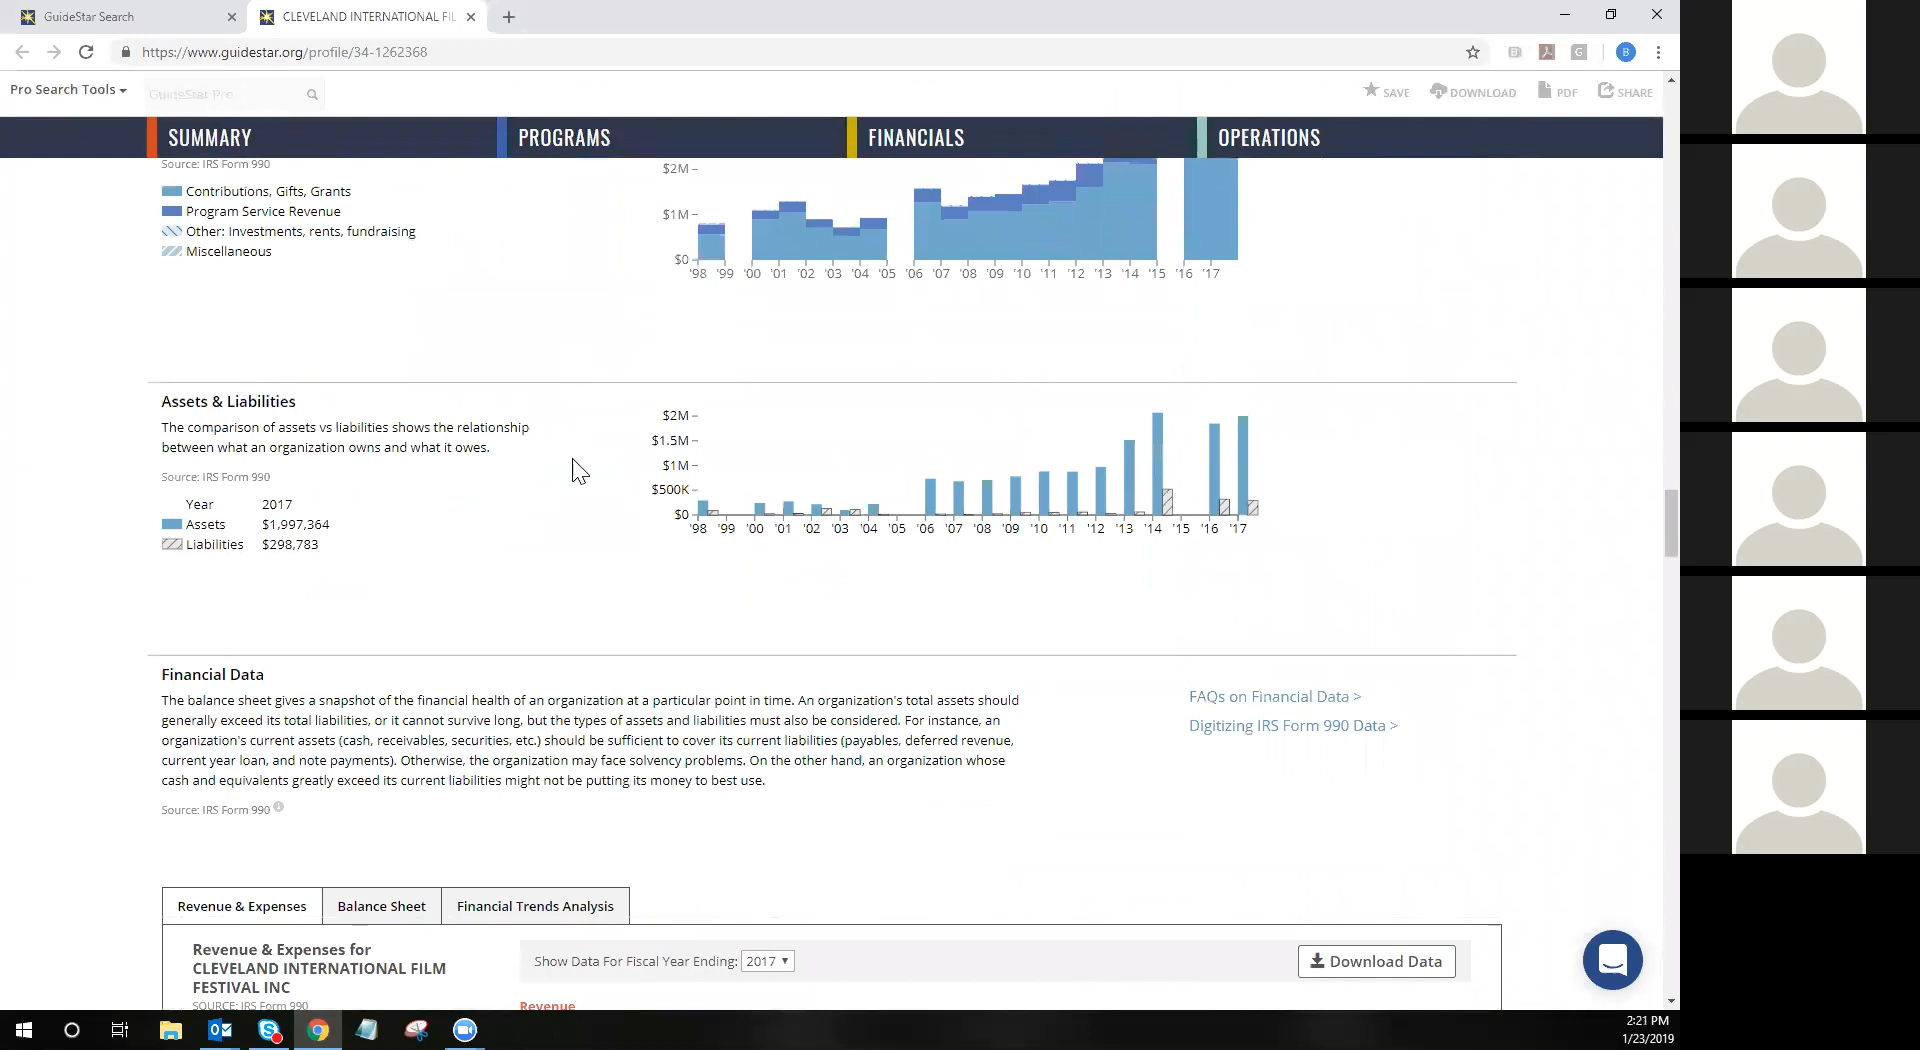 GuideStar Search
CLEVELAND INTERNATIONAL FIL
https://www.guidestar.org/profile/34-1262368
B
Pro Search Tools
GuideStar Pro
SAVE
DOWNLOAD
PDF
SHARE
SUMMARY
PROGRAMS
FINANCIALS
OPERATIONS
Source: IRS Form 990
Contributions, Gifts, Grants
Program Service Revenue
Other: Investments, rents, fundraising
Miscellaneous
$2M
$1M
$0
'98 '99 '00 '01 '02 '03 '04 '05 '06 '07 '08 '09 '10 '11 '12 '13 '14 '15 '16 '17
Assets & Liabilities
The comparison of assets vs liabilities shows the relationship
between what an organization owns and what it owes.
Source: IRS Form 990
Year 2017
Assets $1,997,364
Liabilities $298,783
$2M
$1.5M
$1M
$500K
$0
'98 '99 '00 '01 '02 '03 '04 '05 '06 '07 '08 '09 '10 '11 '12 '13 '14 '15 '16 '17
Financial Data
The balance sheet gives a snapshot of the financial health of an organization at a particular point in time. An organization's total assets should
generally exceed its total liabilities, or it cannot survive long, but the types of assets and liabilities must also be considered. For instance, an
organization's current assets (cash, receivables, securities, etc.) should be sufficient to cover its current liabilities (payables, deferred revenue,
current year loan, and note payments). Otherwise, the organization may face solvency problems. On the other hand, an organization whose
cash and equivalents greatly exceed its current liabilities might not be putting its money to best use.
Source: IRS Form 990
FAQs on Financial Data >
Digitizing IRS Form 990 Data >
Revenue & Expenses
Balance Sheet
Financial Trends Analysis
Revenue & Expenses for
CLEVELAND INTERNATIONAL FILM
FESTIVAL INC
SOURCE: IRS Form 990
Show Data For Fiscal Year Ending: 2017
Download Data
Revenue
2:21 PM
1/23/2019